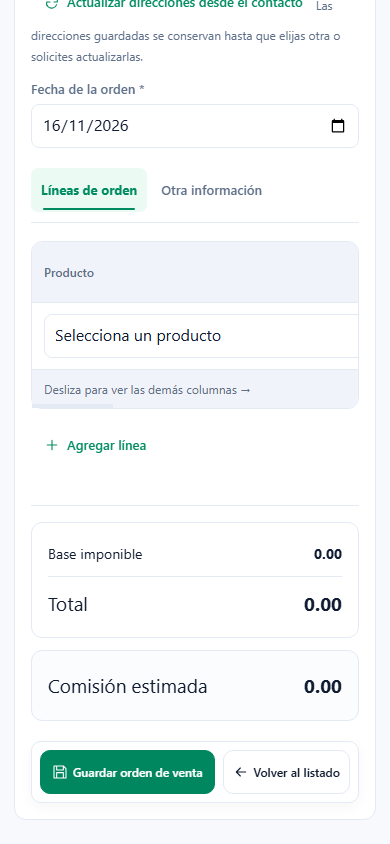 Actualizar direcciones desde el contacto Las
direcciones guardadas se conservan hasta que elijas otra o
solicites actualizarlas.
Fecha de la orden *
16/11/2026
Líneas de orden Otra información
Producto
Selecciona un producto
Desliza para ver las demás columnas →
+ Agregar línea
Base imponible 0.00
Total 0.00
Comisión estimada 0.00
Guardar orden de venta ← Volver al listado